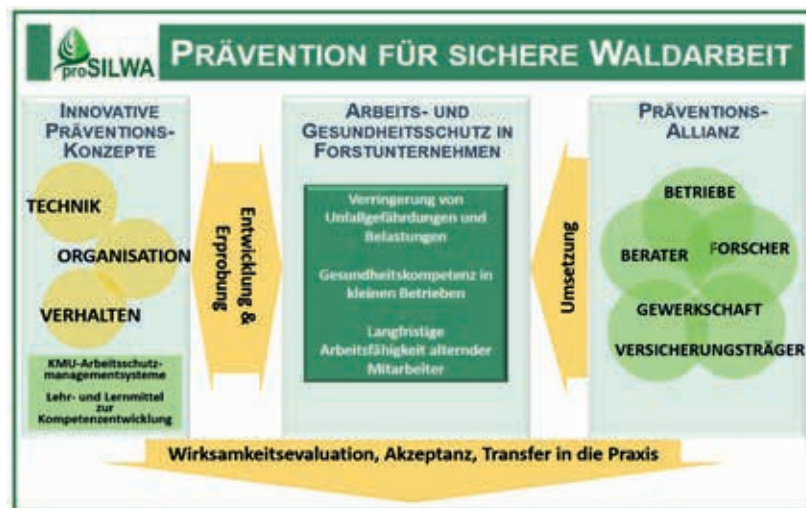 proSILWA
PRÄVENTION FÜR SICHERE WALDARBEIT
INNOVATIVE
PRÄVENTIONS-
KONZEPTE
TECHNIK
ORGANISATION
VERHALTEN
KMU-Arbeitsschutz-
managementsysteme
Lehr- und Lernmittel
zur
Kompetenzentwicklung
Entwicklung &
Erprobung
ARBEITS- UND
GESUNDHEITSSCHUTZ IN
FORSTUNTERNEHMEN
Verringerung von
Unfallgefährdungen und
Belastungen
Gesundheitskompetenz in
kleinen Betrieben
Langfristige
Arbeitsfähigkeit alternder
Mitarbeiter
Umsetzung
PRÄVENTIONS-
ALLIANZ
BETRIEBE
BERATER
FORSCHER
GEWERKSCHAFT
VERSICHERUNGSTRÄGER
Wirksamkeitsevaluation, Akzeptanz, Transfer in die Praxis